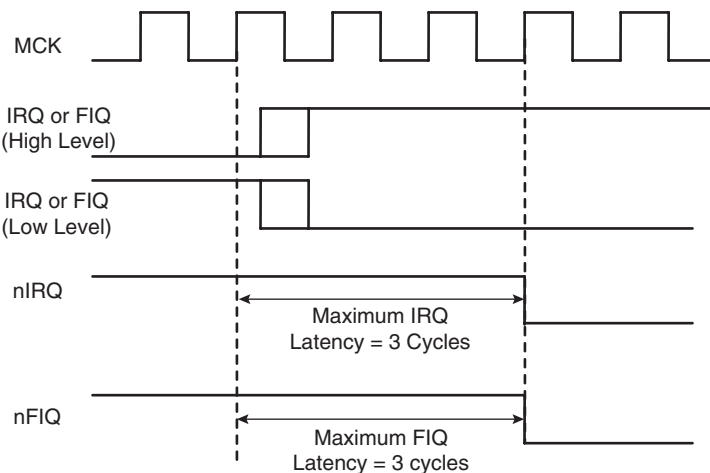 MCK
IRQ or FIQ
(High Level)
IRQ or FIQ
(Low Level)
nIRQ
Maximum IRQ
Latency = 3 Cycles
nFIQ
Maximum FIQ
Latency = 3 cycles